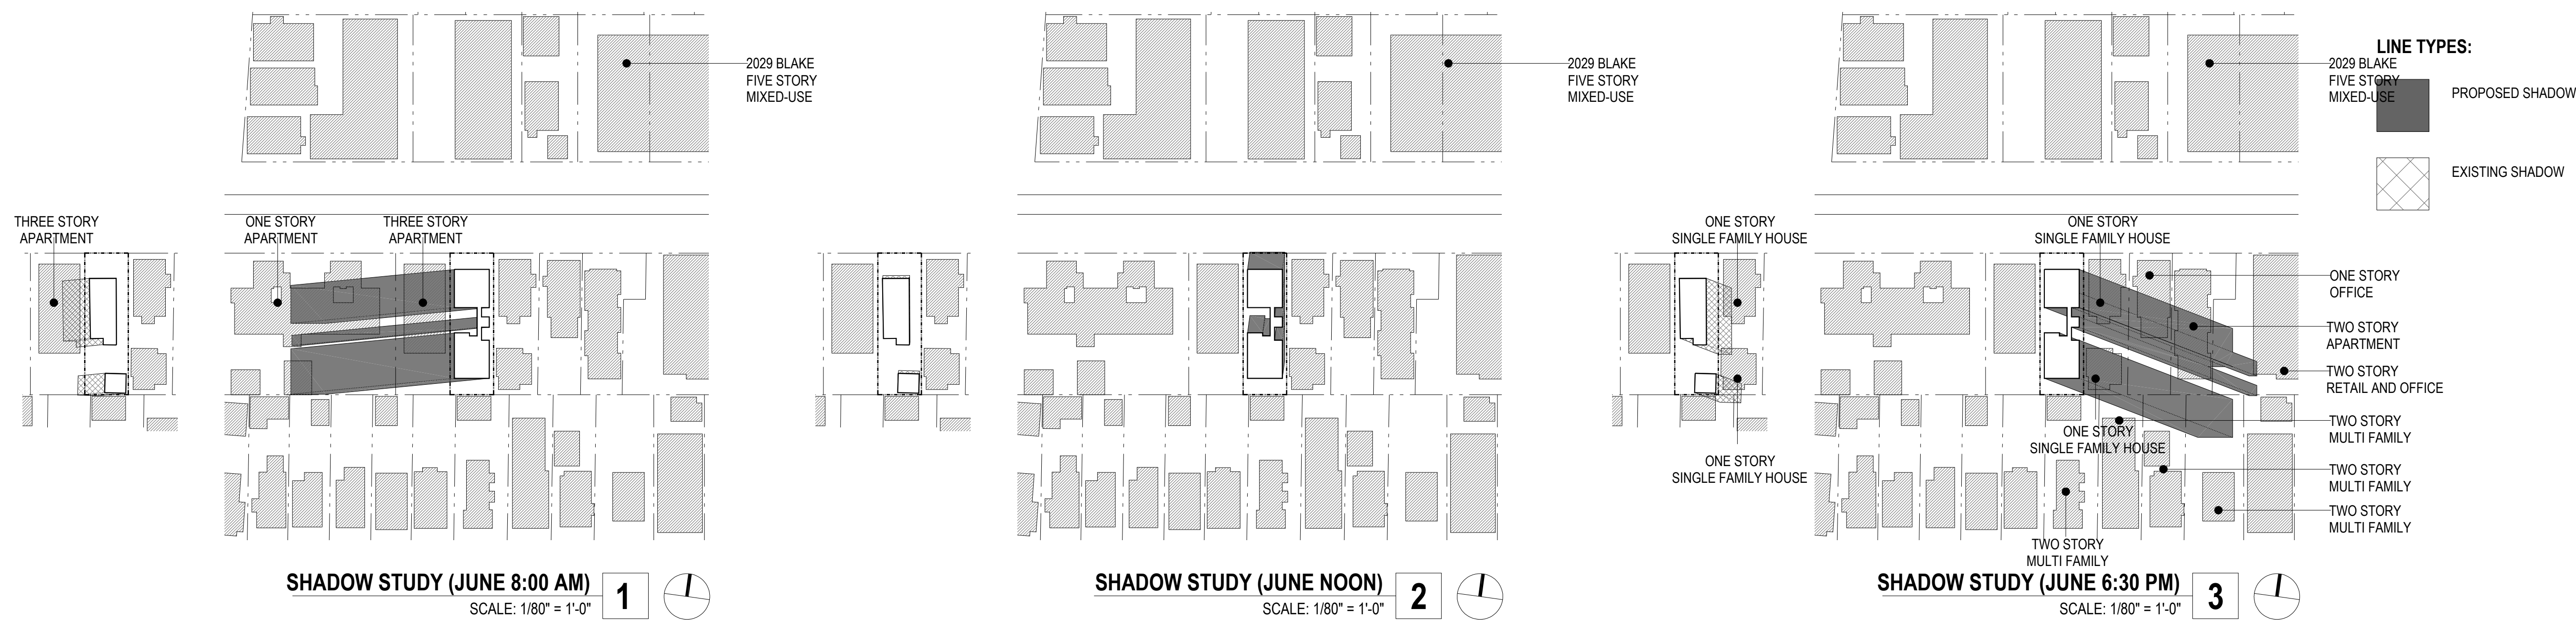 2029 BLAKE
FIVE STORY
MIXED-USE
THREE STORY
APARTMENT
ONE STORY
APARTMENT
THREE STORY
APARTMENT
SHADOW STUDY (JUNE 8:00 AM)
1
SCALE: 1/80" = 1'-0"
2029 BLAKE
FIVE STORY
MIXED-USE
SHADOW STUDY (JUNE NOON)
2
SCALE: 1/80" = 1'-0"
2029 BLAKE
FIVE STORY
MIXED-USE
ONE STORY
SINGLE FAMILY HOUSE
ONE STORY
SINGLE FAMILY HOUSE
ONE STORY
SINGLE FAMILY HOUSE
ONE STORY
OFFICE
TWO STORY
APARTMENT
TWO STORY
RETAIL AND OFFICE
TWO STORY
MULTI FAMILY
ONE STORY
SINGLE FAMILY HOUSE
TWO STORY
MULTI FAMILY
TWO STORY
MULTI FAMILY
TWO STORY
MULTI FAMILY
SHADOW STUDY (JUNE 6:30 PM)
3
SCALE: 1/80" = 1'-0"
LINE TYPES:
PROPOSED SHADOW
EXISTING SHADOW